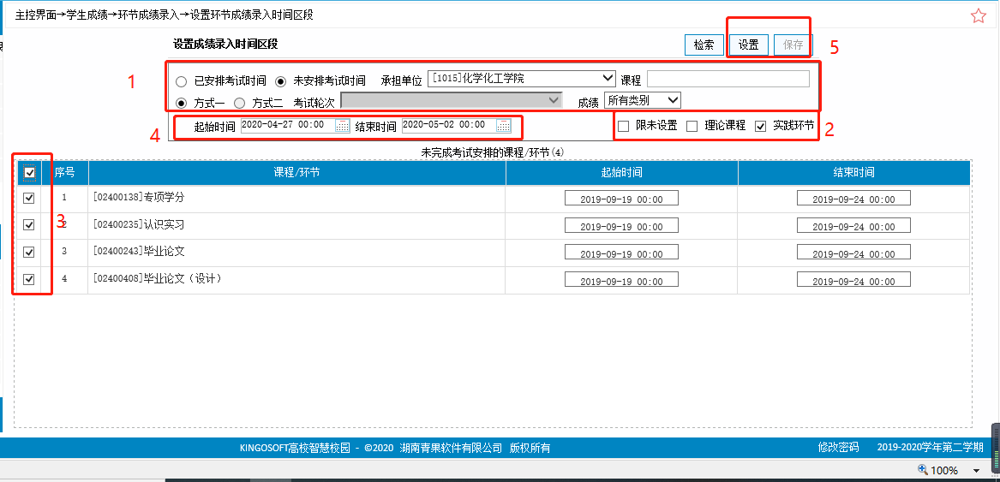 主控界面→学生成绩→环节成绩录入→设置环节成绩录入时间区段
设置成绩录入时间区段 检索 设置 保存 5
1 已安排考试时间 未安排考试时间 承担单位 [1015]化学化工学院 课程
方式一 方式二 考试轮次 成绩 所有类别
4 起始时间 2020-04-27 00:00 结束时间 2020-05-02 00:00 限未设置 理论课程 实践环节 2
未完成考试安排的课程/环节(4)
序号 课程/环节 起始时间 结束时间
1 [02400138]专项学分 2019-09-19 00:00 2019-09-24 00:00
3
2 [02400235]认识实习 2019-09-19 00:00 2019-09-24 00:00
3 [02400243]毕业论文 2019-09-19 00:00 2019-09-24 00:00
4 [02400408]毕业论文（设计） 2019-09-19 00:00 2019-09-24 00:00
KINGOSOFT高校智慧校园 - ©2020 湖南青果软件有限公司 版权所有 修改密码 2019-2020学年第二学期
100%